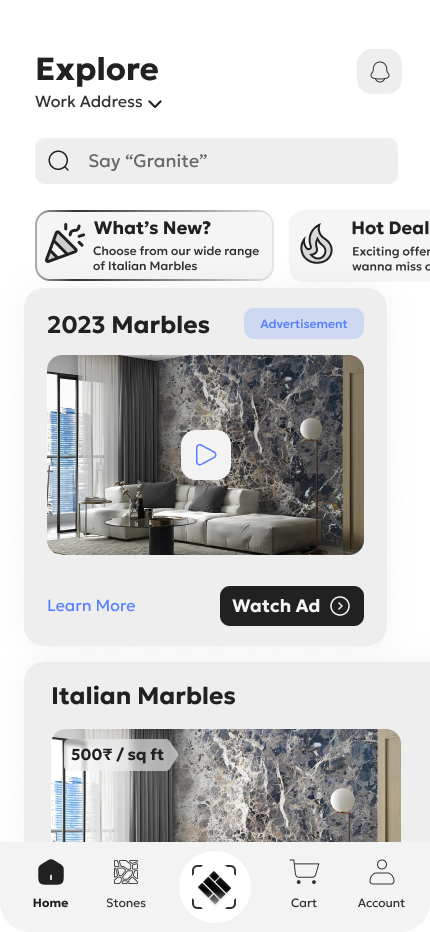 Explore
Work Address
Say “Granite”
What’s New?
Choose from our wide range
of Italian Marbles
Hot Deal
Exciting offer
wanna miss o
2023 Marbles
Advertisement
Learn More
Watch Ad
Italian Marbles
500₹ / sq ft
Home
Stones
Cart
Account